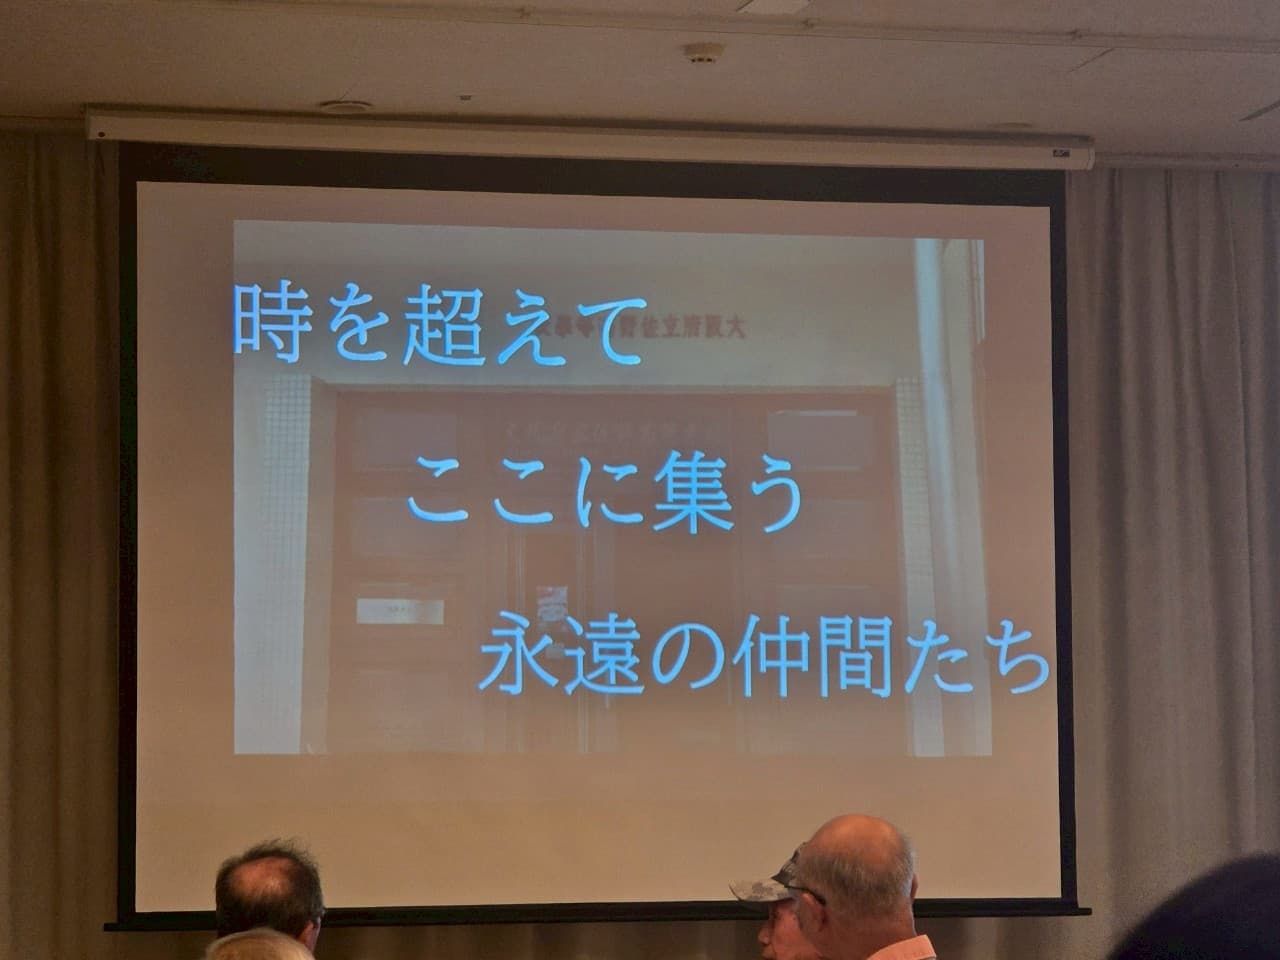 時を超えて
ここに集う
永遠の仲間たち